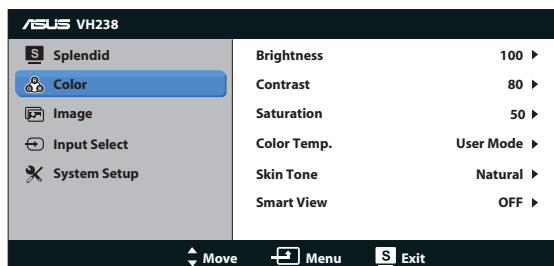 ASUS VH238
S Splendid
Color
Image
Input Select
System Setup
Brightness 100
Contrast 80
Saturation 50
Color Temp. User Mode
Skin Tone Natural
Smart View OFF
Move Menu S Exit